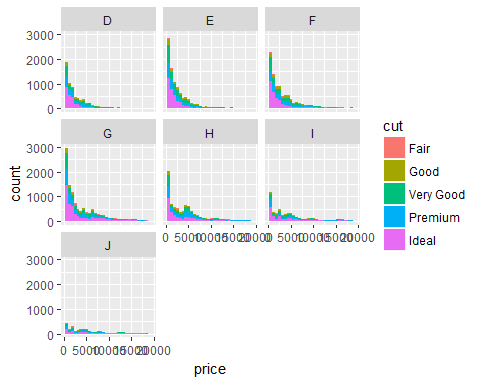 D E F
3000
2000
1000
0
G H I
3000
2000
1000
0
0 5000 10000 15000 20000 0 5000 10000 15000 20000
J
3000
2000
1000
0
0 5000 10000 15000 20000
count
price
cut
Fair
Good
Very Good
Premium
Ideal